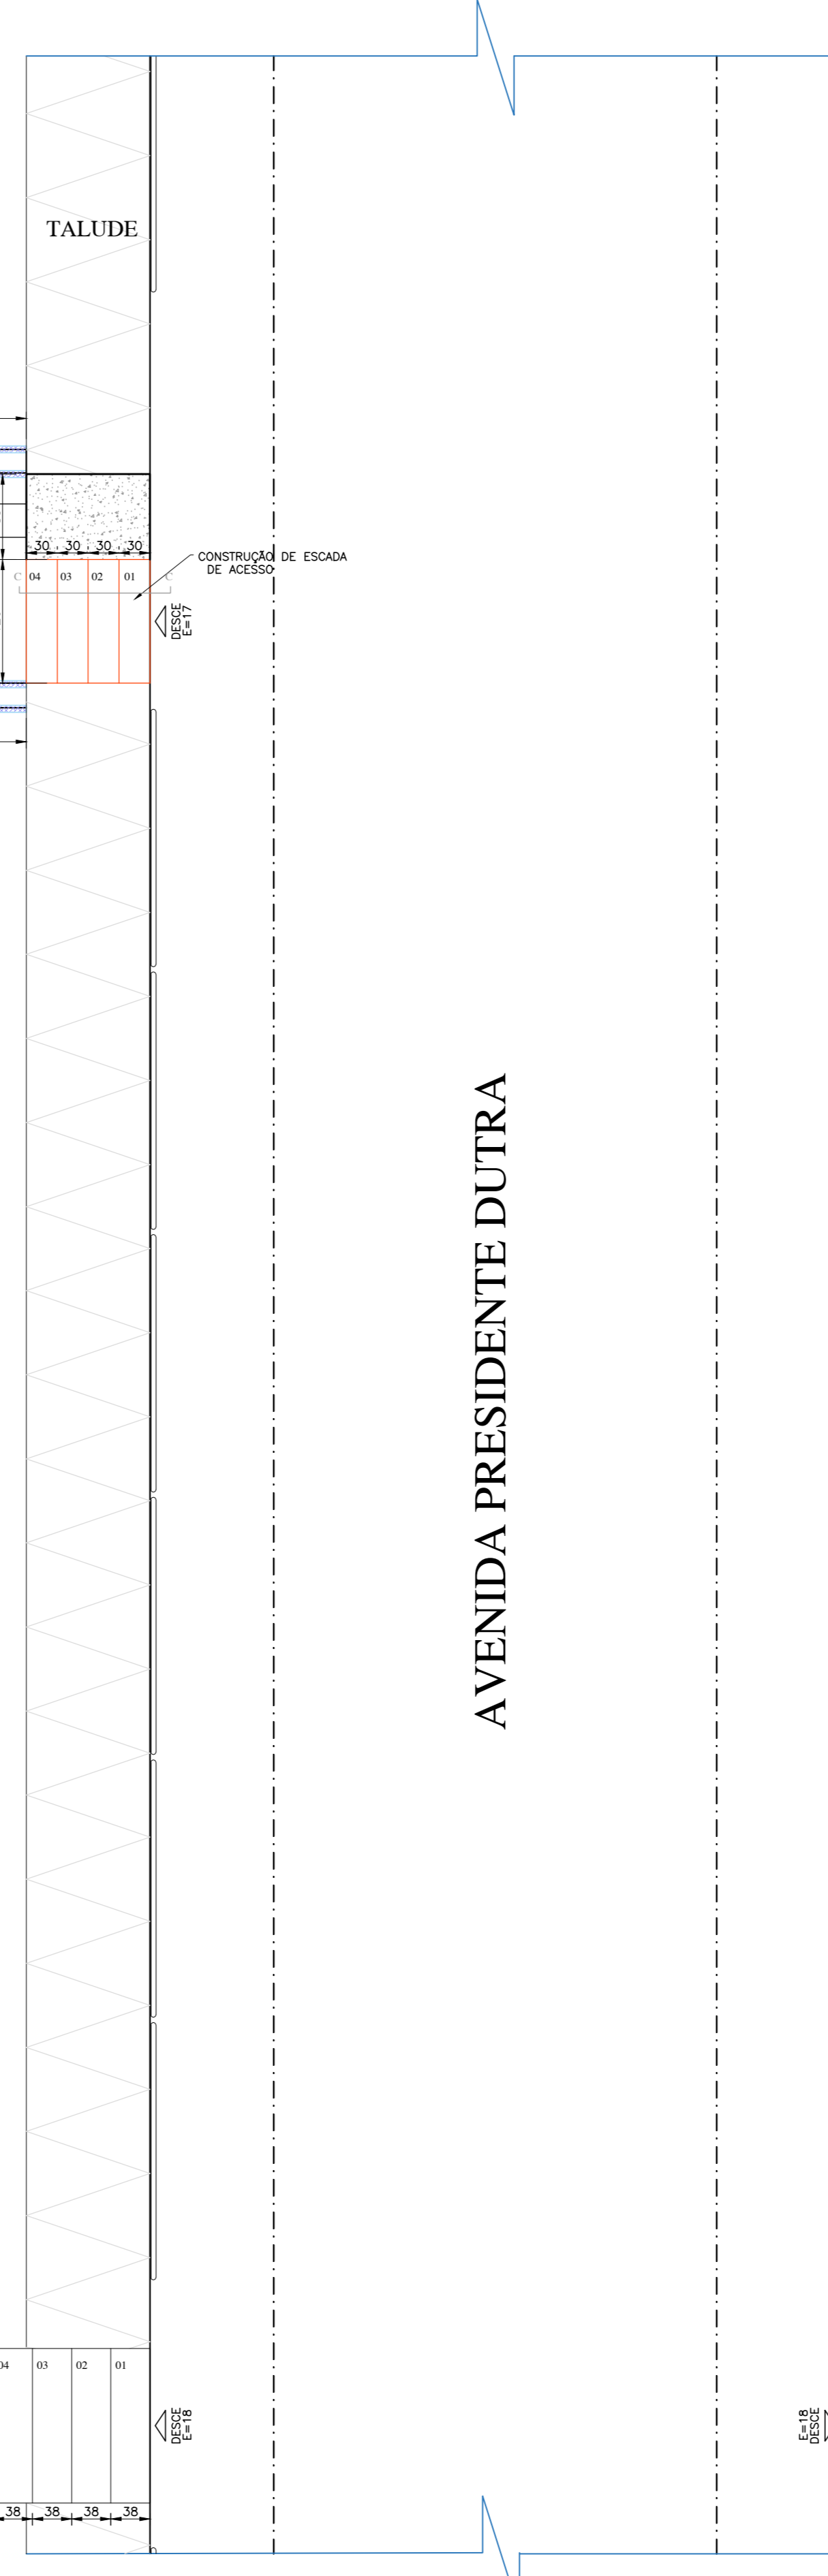 TALUDE
30 30 30 30
CONSTRUÇÃO DE ESCADA
DE ACESSO
C 04 03 02 01 C
DESCE
E=17
AVENIDA PRESIDENTE DUTRA
04 03 02 01
DESCE
E=18
E=18
DESCE
38 38 38 38